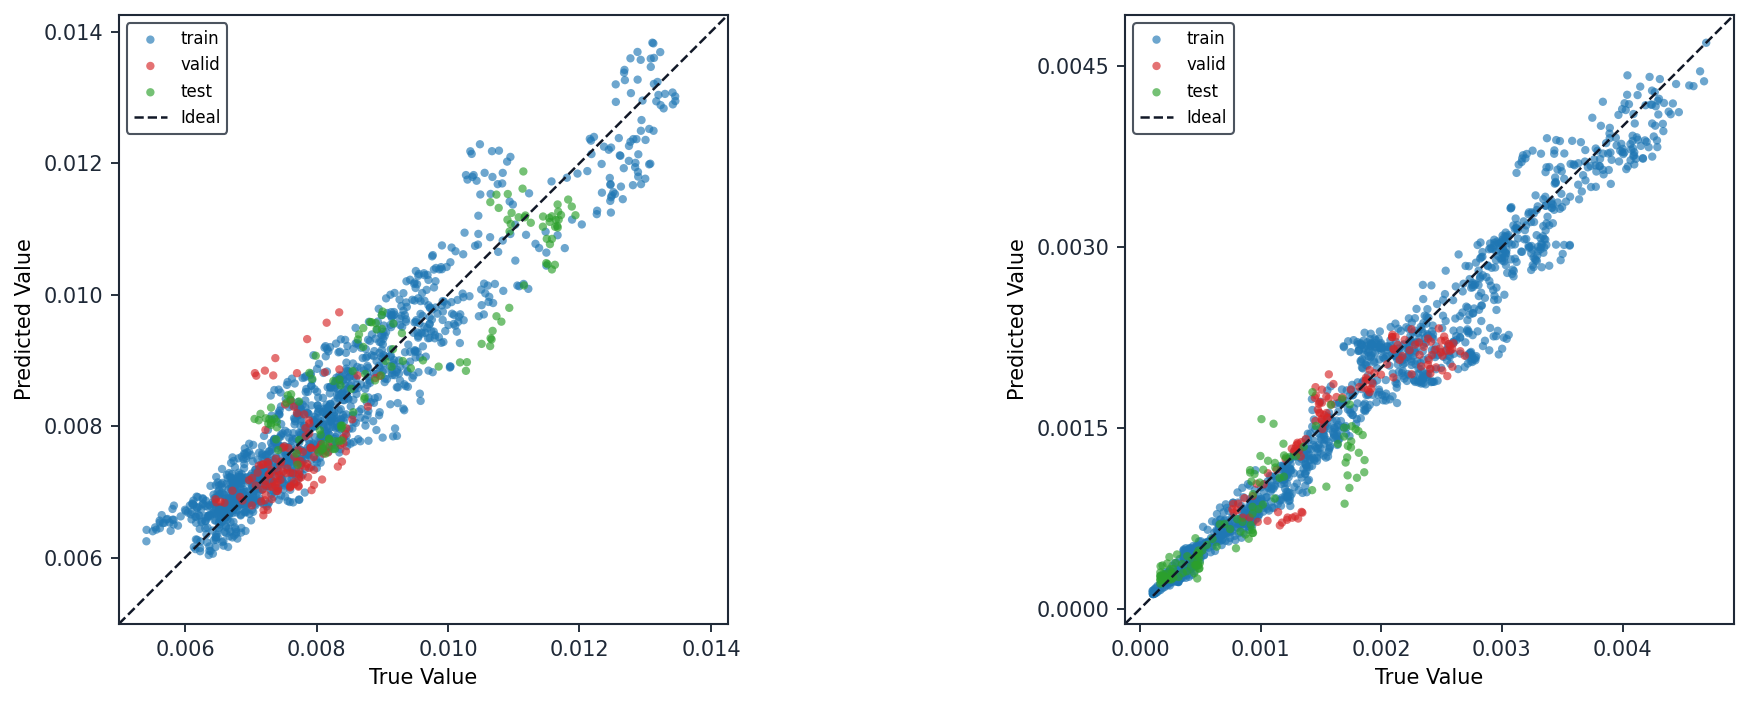 train
valid
test
Ideal
0.014
0.012
0.010
0.008
0.006
Predicted Value
0.006
0.008
0.010
0.012
0.014
True Value
train
valid
test
Ideal
0.0045
0.0030
0.0015
0.0000
Predicted Value
0.000
0.001
0.002
0.003
0.004
True Value